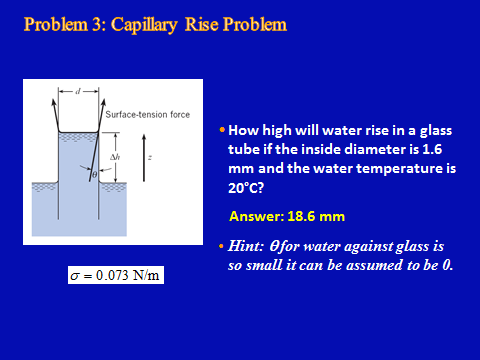 Problem 3: Capillary Rise Problem
d
Surface-tension force
Δh
z
θ
σ = 0.073 N/m
• How high will water rise in a glass
tube if the inside diameter is 1.6
mm and the water temperature is
20°C?
Answer: 18.6 mm
• Hint: θ for water against glass is
so small it can be assumed to be 0.